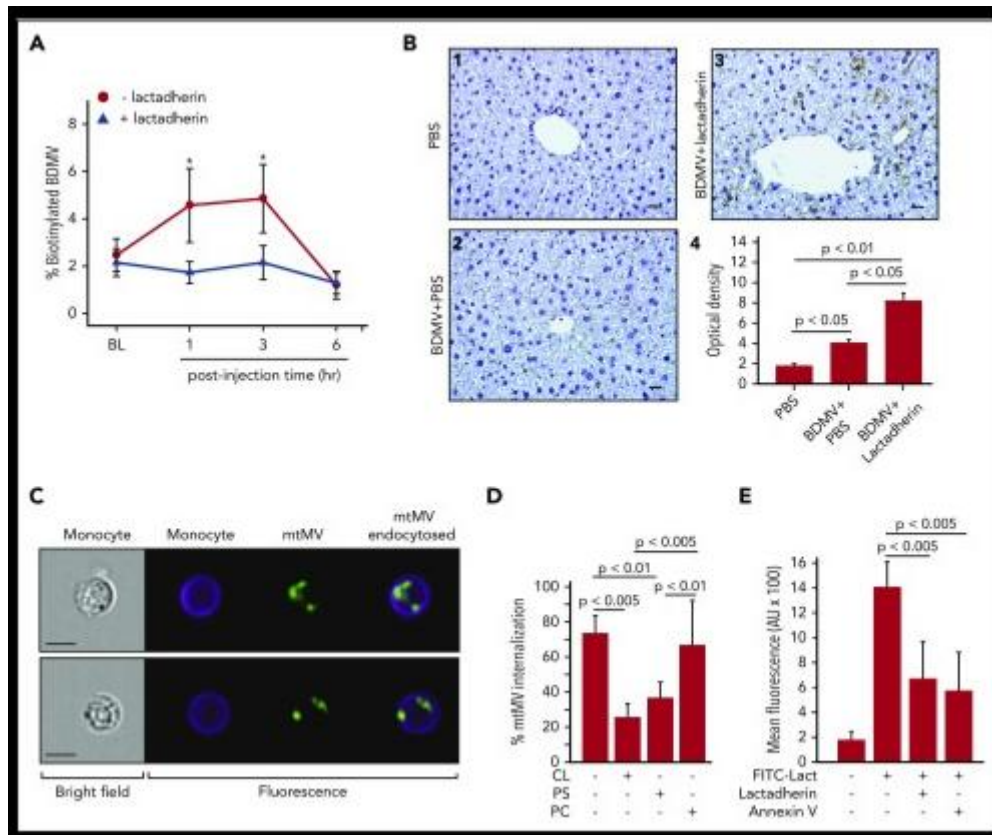 A
- lactadherin
+ lactadherin
% Biotinylated BDMV
8
6
4
2
0
BL
1
3
6
*
*
post-injection time (hr)
B
1
PBS
2
BDMV+PBS
3
BDMV+lactadherin
4
Optical density
14
12
10
8
6
4
2
0
p < 0.01
p < 0.05
p < 0.05
PBS
BDMV+
PBS
BDMV+
Lactadherin
C
mtMV
Monocyte Monocyte mtMV endocytosed
Bright field Fluorescence
D
% mtMV internalization
100
80
60
40
20
0
p < 0.005
p < 0.01
p < 0.01
p < 0.005
CL - + - -
PS - - + -
PC - - - +
E
Mean fluorescence (AU x 100)
16
14
12
10
8
6
4
2
0
p < 0.005
p < 0.005
FITC-Lact - + + +
Lactadherin - - + -
Annexin V - - - +